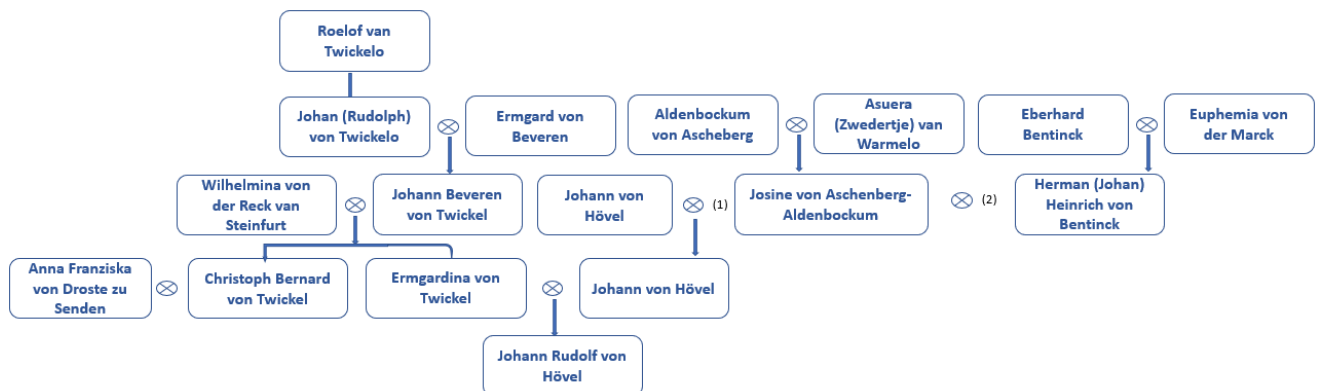 Roelof van
Twickelo
Johan (Rudolph)
von Twickelo
Ermgard von
Beveren
Aldenbockum
von Ascheberg
Asuera
(Zwedertje) van
Warmelo
Eberhard
Bentinck
Euphemia von
der Marck
Wilhelmina von
der Reck van
Steinfurt
Johann Beveren
von Twickel
Johann von
Hövel
(1)
Josine von Aschenberg-
Aldenbockum
(2)
Herman (Johan)
Heinrich von
Bentinck
Anna Franziska
von Droste zu
Senden
Christoph Bernard
von Twickel
Ermgardina von
Twickel
Johann von Hövel
Johann Rudolf von
Hövel